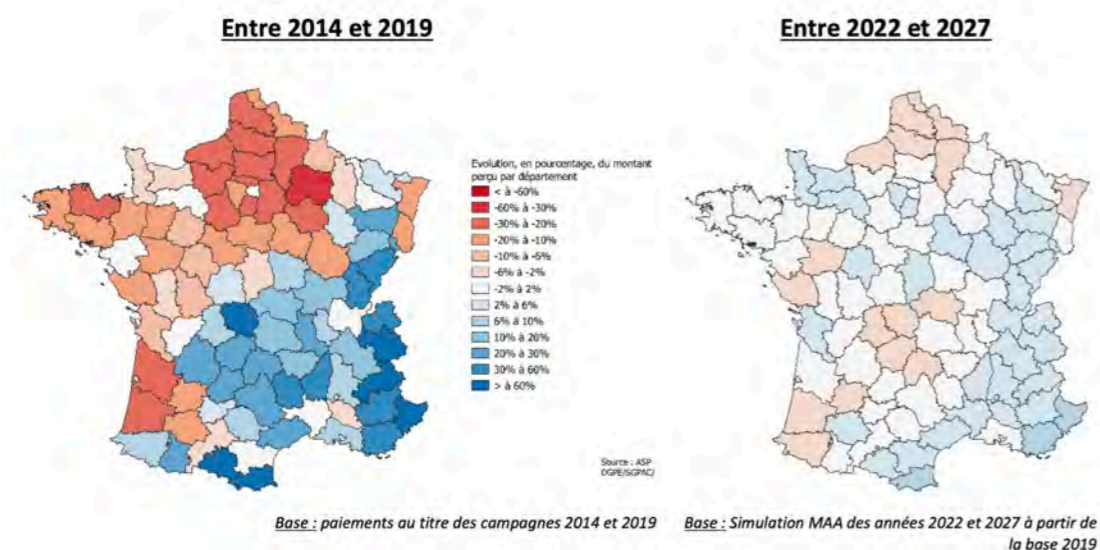 Entre 2014 et 2019
Entre 2022 et 2027
Evolution, en pourcentage, du montant
perçu par département
< à -60%
-60% à -30%
-30% à -20%
-20% à -10%
-10% à -6%
-6% à -2%
-2% à 2%
2% à 6%
6% à 10%
10% à 20%
20% à 30%
30% à 60%
> à 60%
Source : ASP
DGPE/SGPAC/
Base : paiements au titre des campagnes 2014 et 2019
Base : Simulation MAA des années 2022 et 2027 à partir de
la base 2019